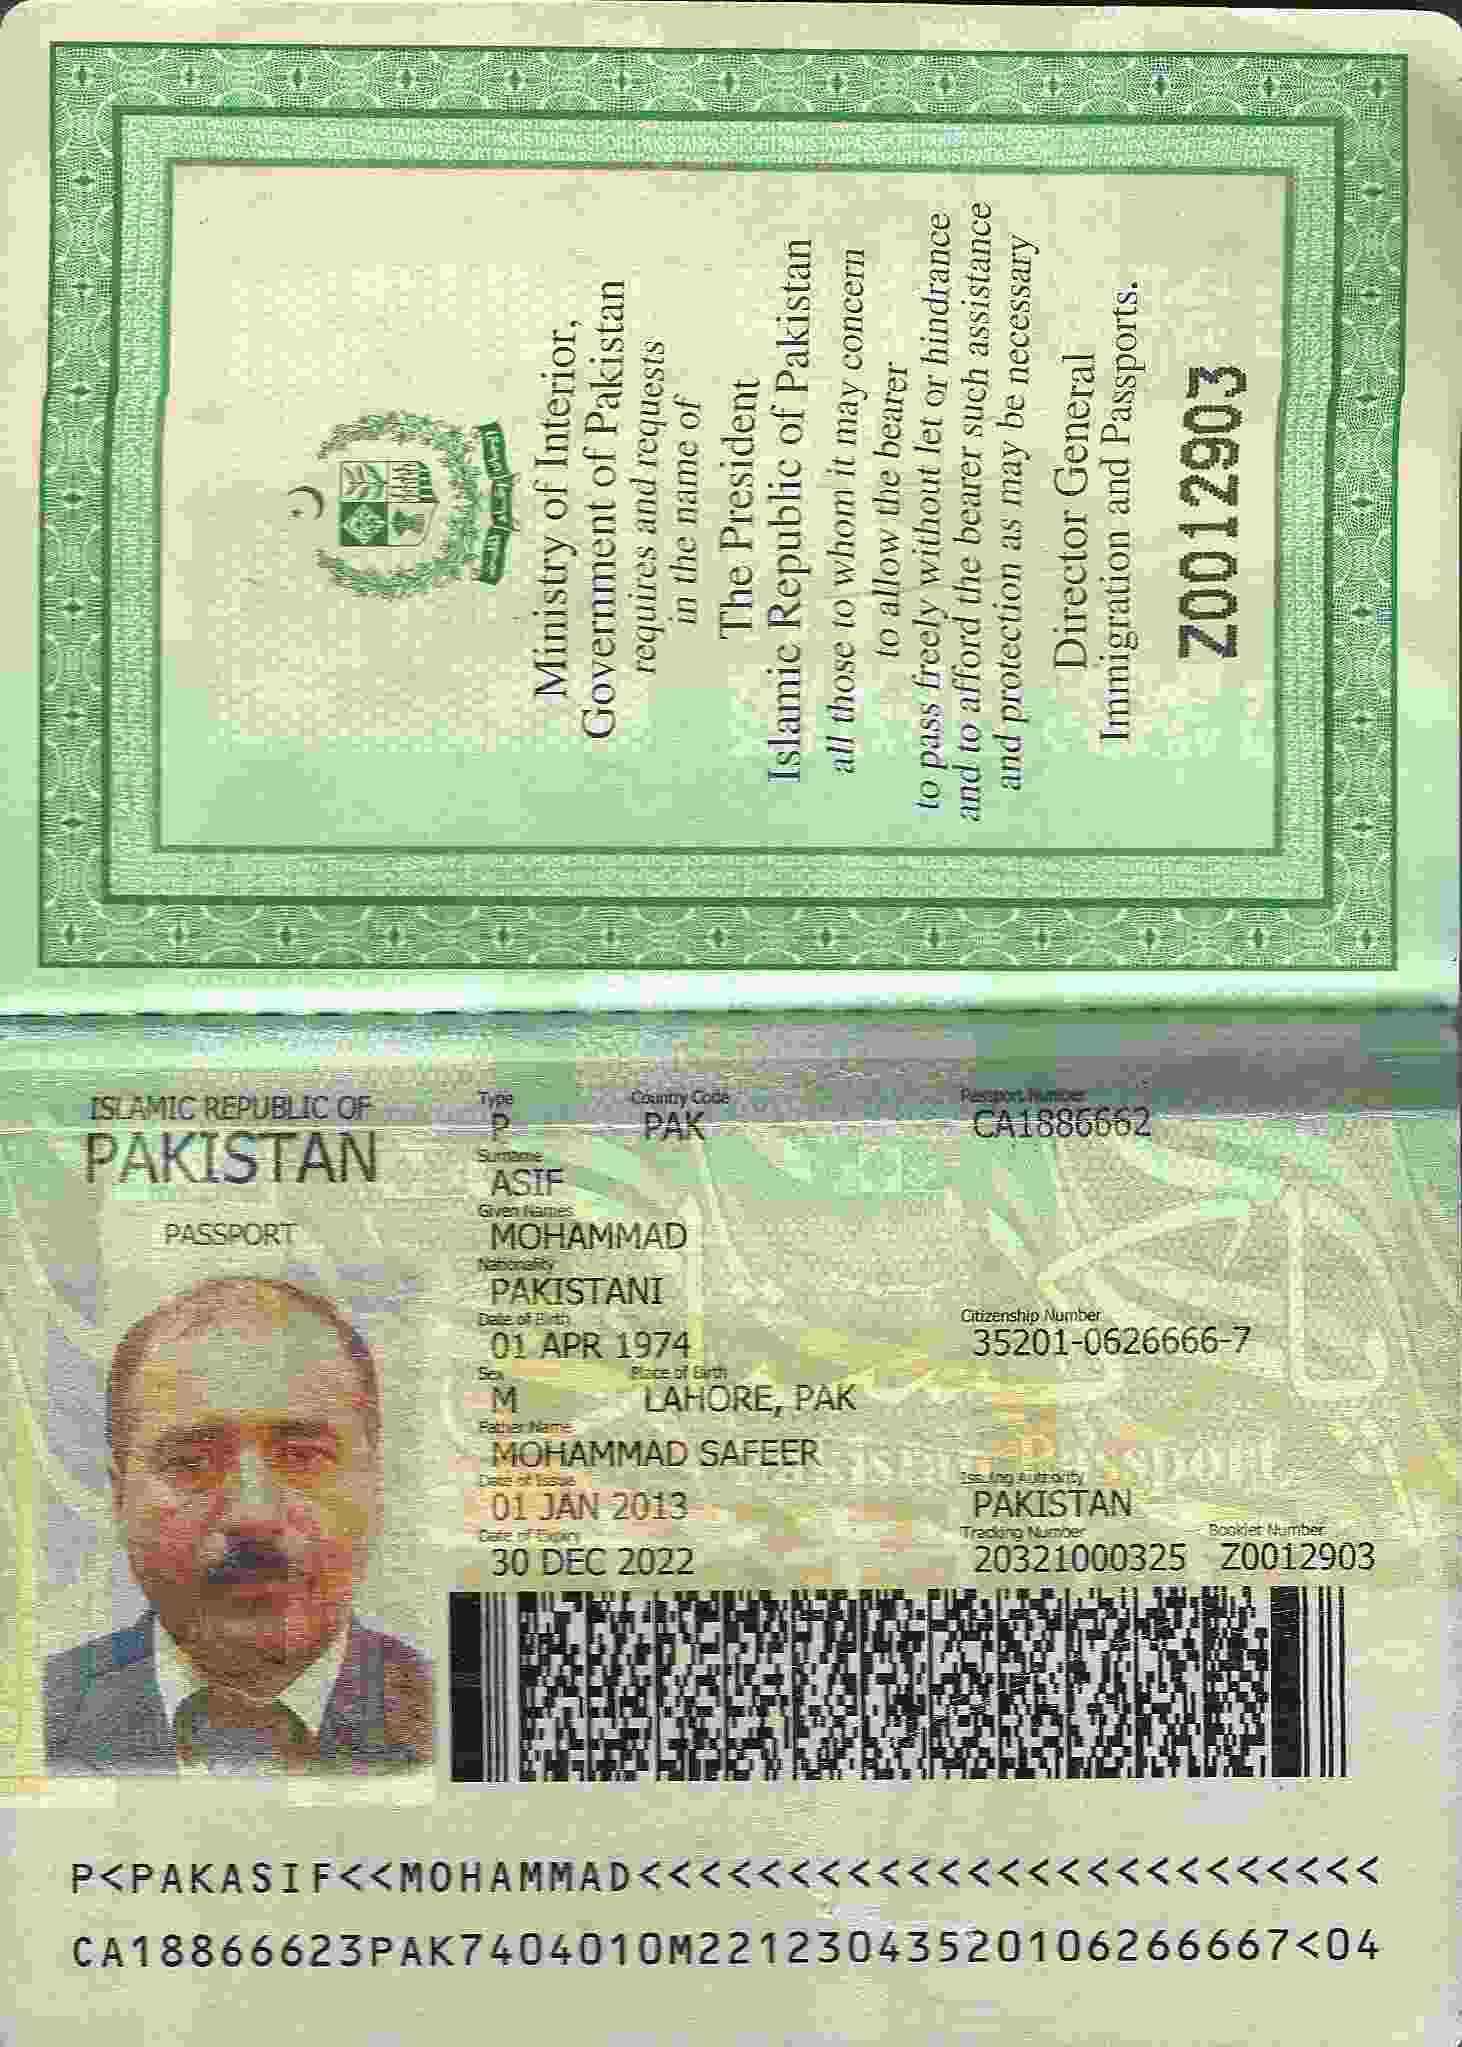 Ministry of Interior,
Government of Pakistan
requires and requests
in the name of
The President
Islamic Republic of Pakistan
all those to whom it may concern
to allow the bearer
to pass freely without let or hindrance
and to afford the bearer such assistance
and protection as may be necessary
Director General
Immigration and Passports.
Z0012903
ISLAMIC REPUBLIC OF
PAKISTAN
PASSPORT
Type Country Code Passport Number
P PAK CA1886662
Surname
ASIF
Given Names
MOHAMMAD
Nationality
PAKISTANI
Date of Birth Citizenship Number
01 APR 1974 35201-0626666-7
Sex Place of Birth
M LAHORE, PAK
Father Name
MOHAMMAD SAFEER
Date of Issue Issuing Authority
01 JAN 2013 PAKISTAN
Date of Expiry Tracking Number Booklet Number
30 DEC 2022 20321000325 Z0012903
P<PAKASIF<<MOHAMMAD<<<<<<<<<<<<<<<<<<<<<<<<<
CA18866623PAK7404010M22123043520106266667<04